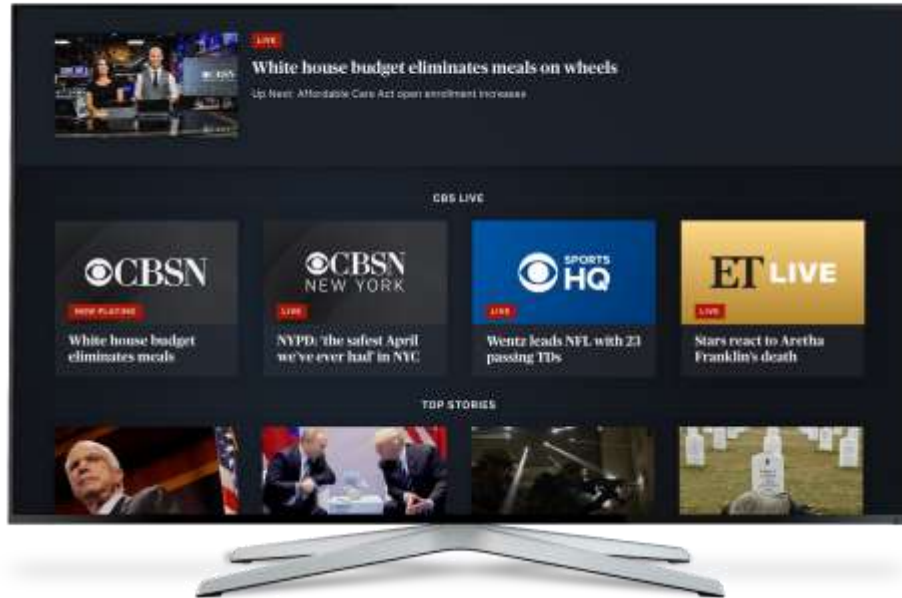 LIVE
White house budget eliminates meals on wheels
Up Next: Affordable Care Act open enrollment increases
CBSN
CBS LIVE
CBSN
NOW PLAYING
White house budget
eliminates meals
CBSN
NEW YORK
LIVE
NYPD: 'the safest April
we've ever had' in NYC
SPORTS
HQ
LIVE
Wentz leads NFL with 23
passing TDs
ET LIVE
LIVE
Stars react to Aretha
Franklin's death
TOP STORIES